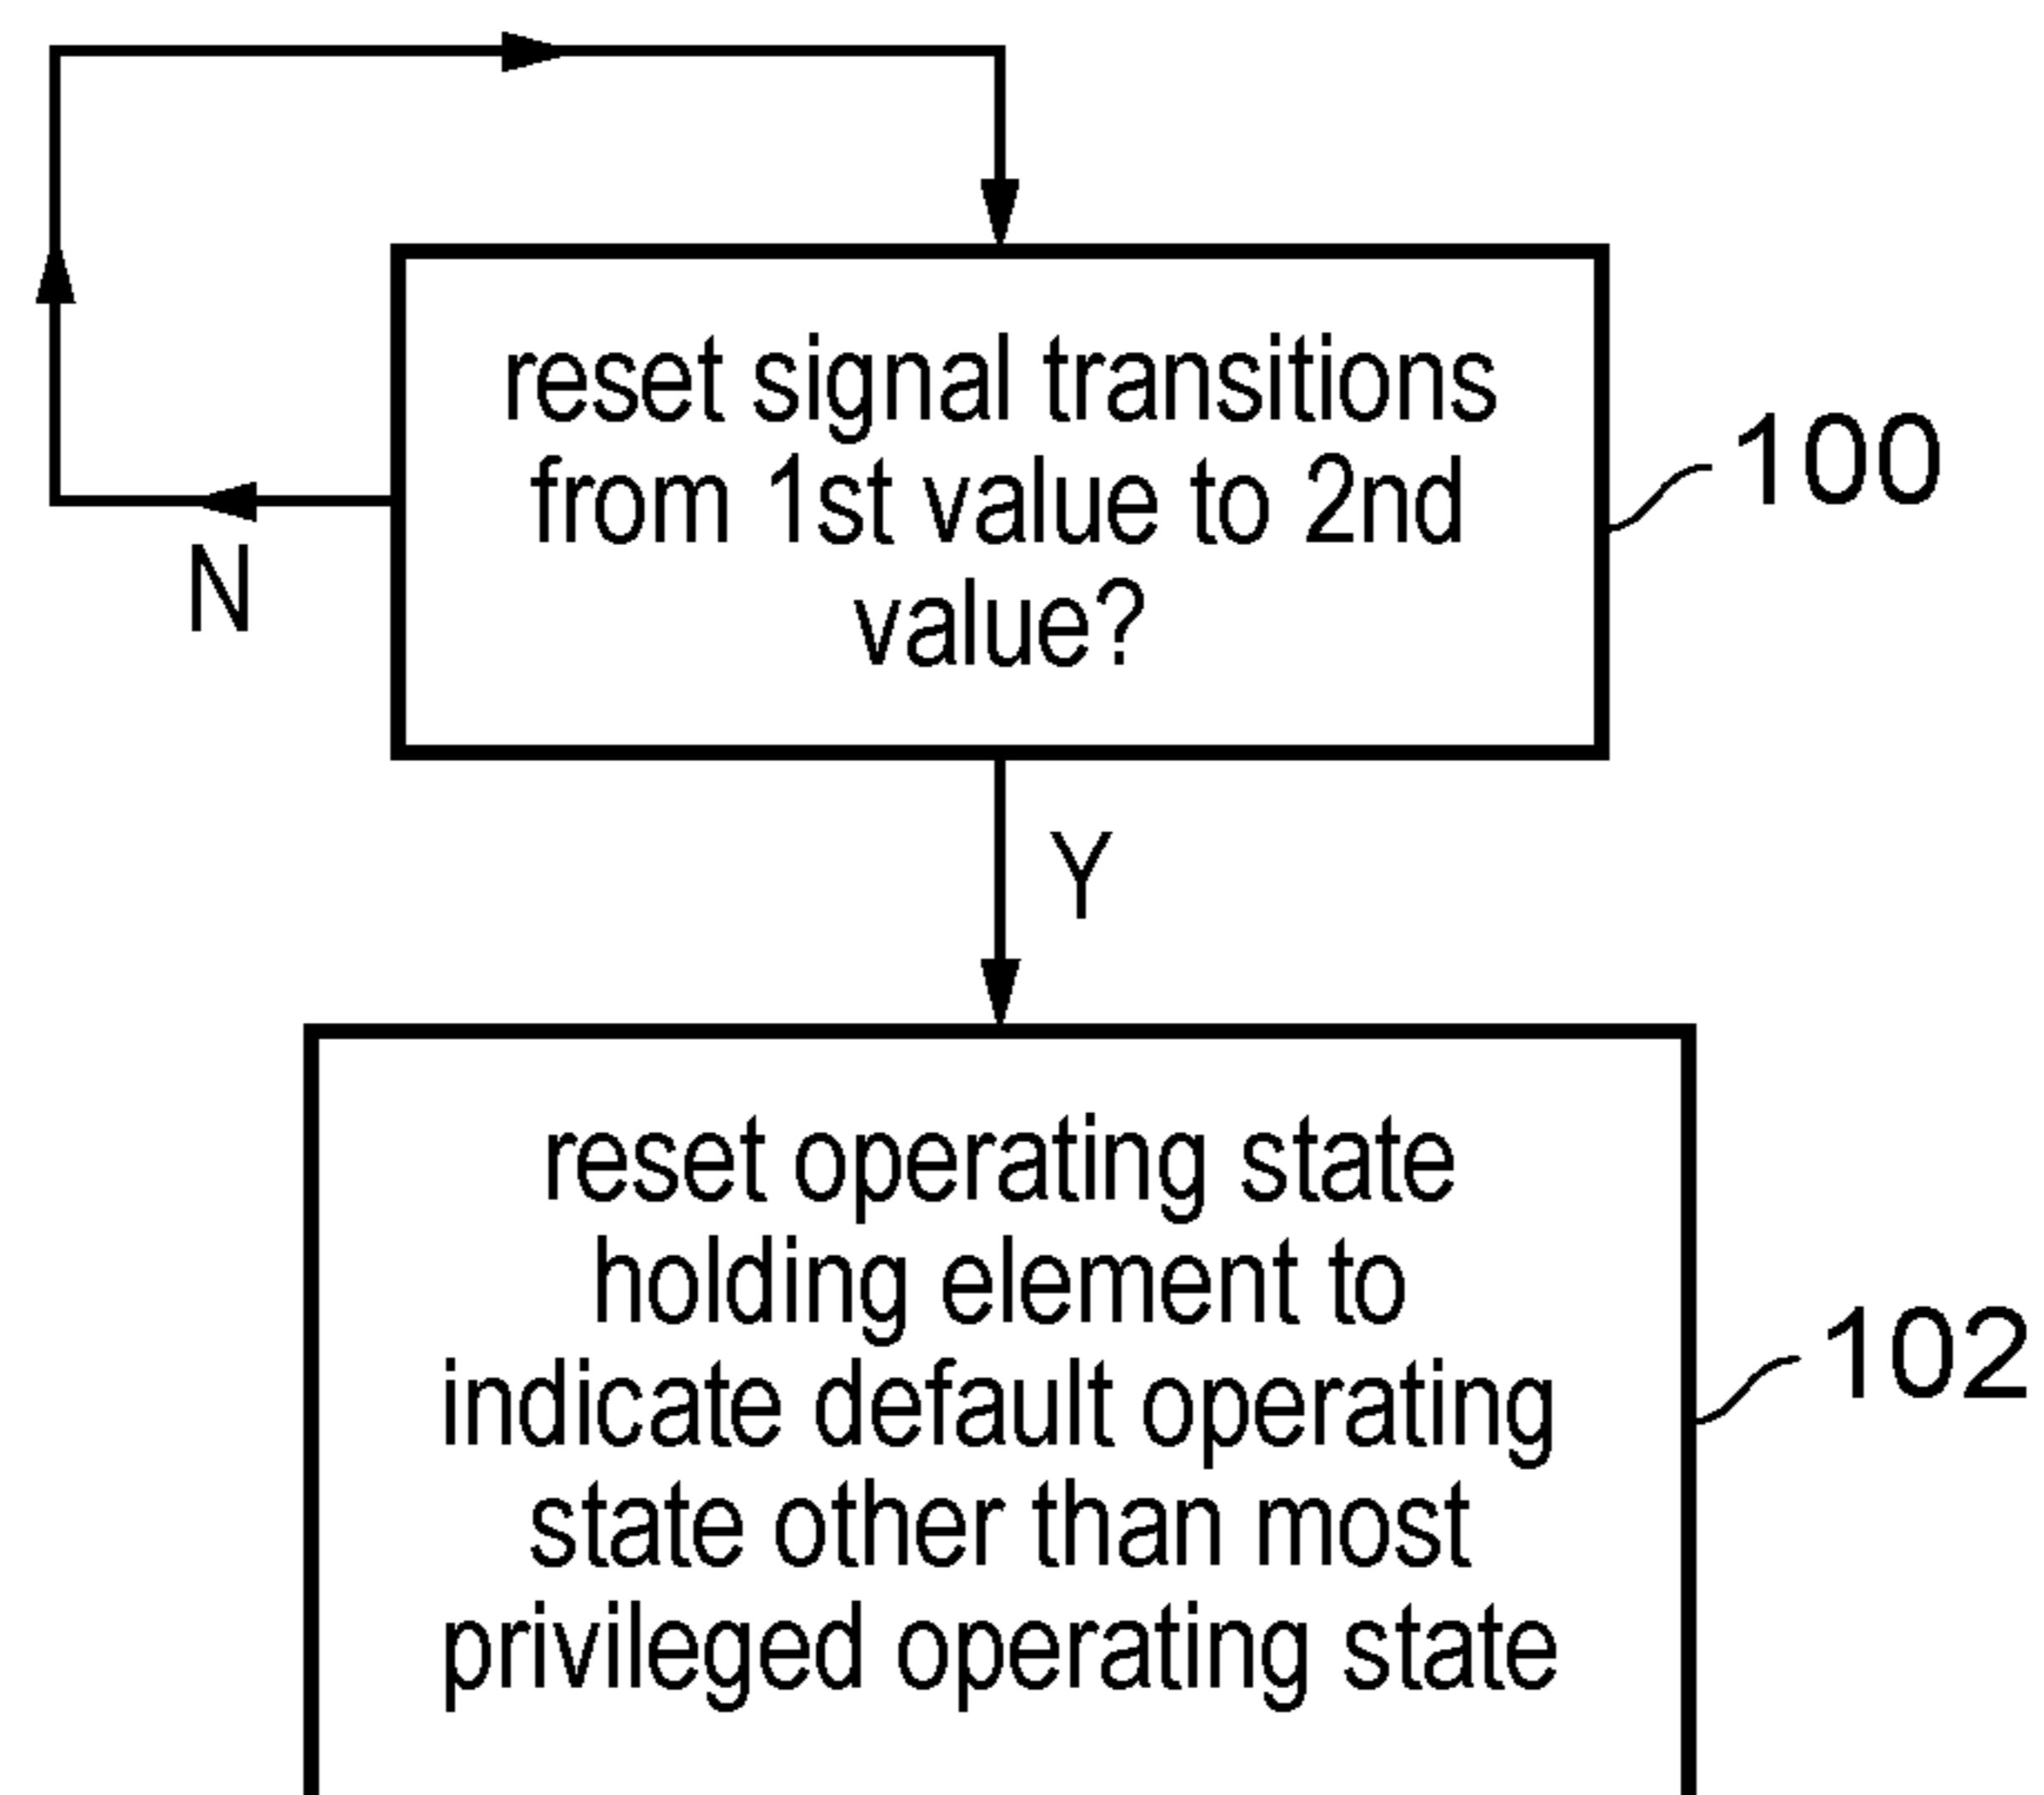 reset signal transitions
from 1st value to 2nd
value?
100
N
Y
reset operating state
holding element to
indicate default operating
state other than most
privileged operating state
102